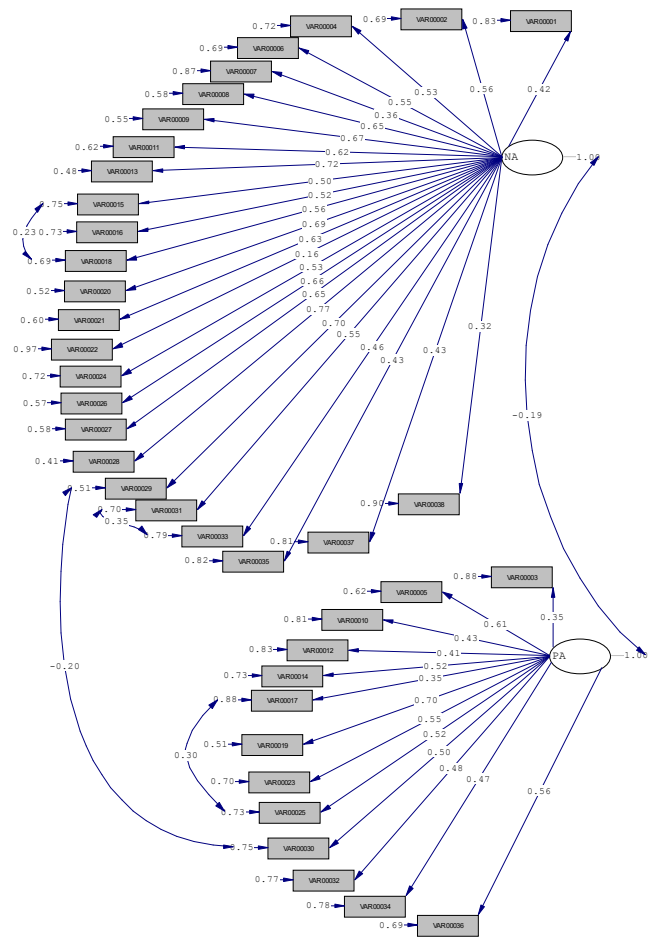 0.72 VAR00004
0.69 VAR00002
0.83 VAR00001
0.69 VAR00006
0.87 VAR00007
0.58 VAR00008
0.53
0.56
0.42
0.55
0.36
0.65
0.55 VAR00009
0.67
0.62 VAR00011
0.62
NA
1.00
0.48 VAR00013
0.72
0.75 VAR00015
0.50
0.52
0.56
0.23
0.73 VAR00016
0.69
0.63
0.69 VAR00018
0.16
0.53
0.66
0.52 VAR00020
0.65
0.77
0.60 VAR00021
0.70
0.55
0.32
0.97 VAR00022
0.46
0.43
0.43
0.72 VAR00024
0.57 VAR00026
-0.19
0.58 VAR00027
0.41 VAR00028
0.51 VAR00029
0.70 VAR00031
0.90 VAR00038
0.35
0.79 VAR00033
0.81 VAR00037
0.82 VAR00035
0.88 VAR00003
0.62 VAR00005
0.81 VAR00010
0.61
0.35
0.43
0.83 VAR00012
0.41
PA
1.00
-0.20
0.73 VAR00014
0.52
0.35
0.88 VAR00017
0.70
0.55
0.52
0.51 VAR00019
0.30
0.50
0.48
0.47
0.70 VAR00023
0.56
0.73 VAR00025
0.75 VAR00030
0.77 VAR00032
0.78 VAR00034
0.69 VAR00036